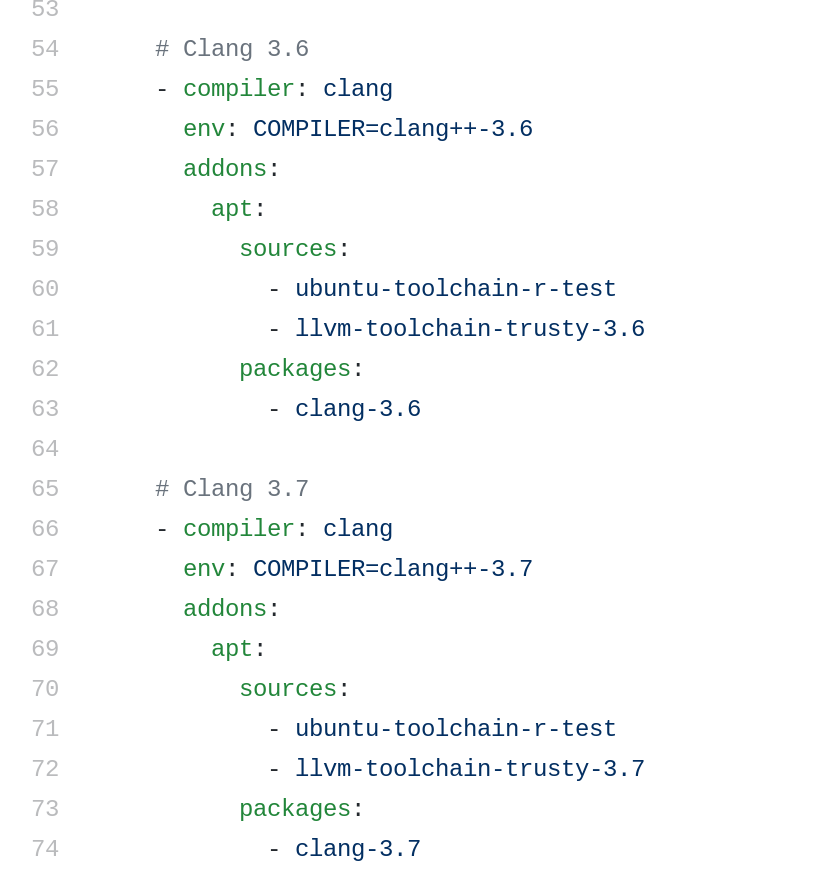 53
54 # Clang 3.6
55 - compiler: clang
56 env: COMPILER=clang++-3.6
57 addons:
58 apt:
59 sources:
60 - ubuntu-toolchain-r-test
61 - llvm-toolchain-trusty-3.6
62 packages:
63 - clang-3.6
64
65 # Clang 3.7
66 - compiler: clang
67 env: COMPILER=clang++-3.7
68 addons:
69 apt:
70 sources:
71 - ubuntu-toolchain-r-test
72 - llvm-toolchain-trusty-3.7
73 packages:
74 - clang-3.7